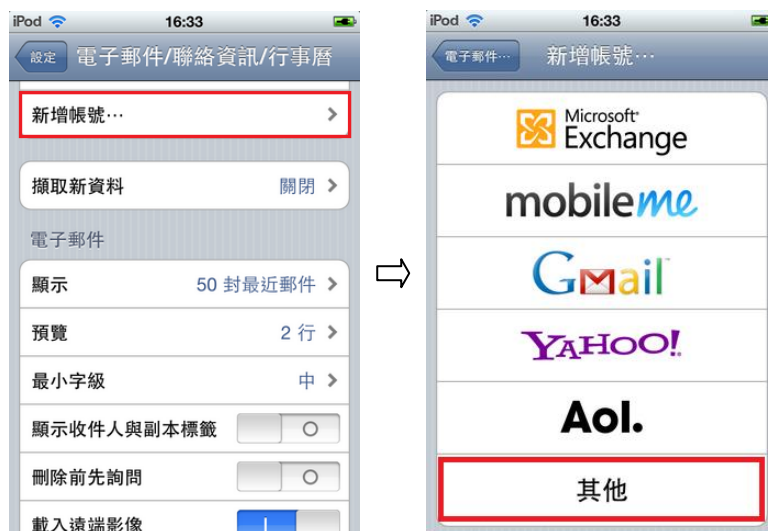 iPod 16:33
設定 電子郵件/聯絡資訊/行事曆
新增帳號…
擷取新資料 關閉
電子郵件
顯示 50 封最近郵件
預覽 2 行
最小字級 中
顯示收件人與副本標籤
刪除前先詢問
載入遠端影像
iPod 16:33
電子郵件… 新增帳號…
Microsoft
Exchange
mobileme
Gmail
YAHOO!
Aol.
其他